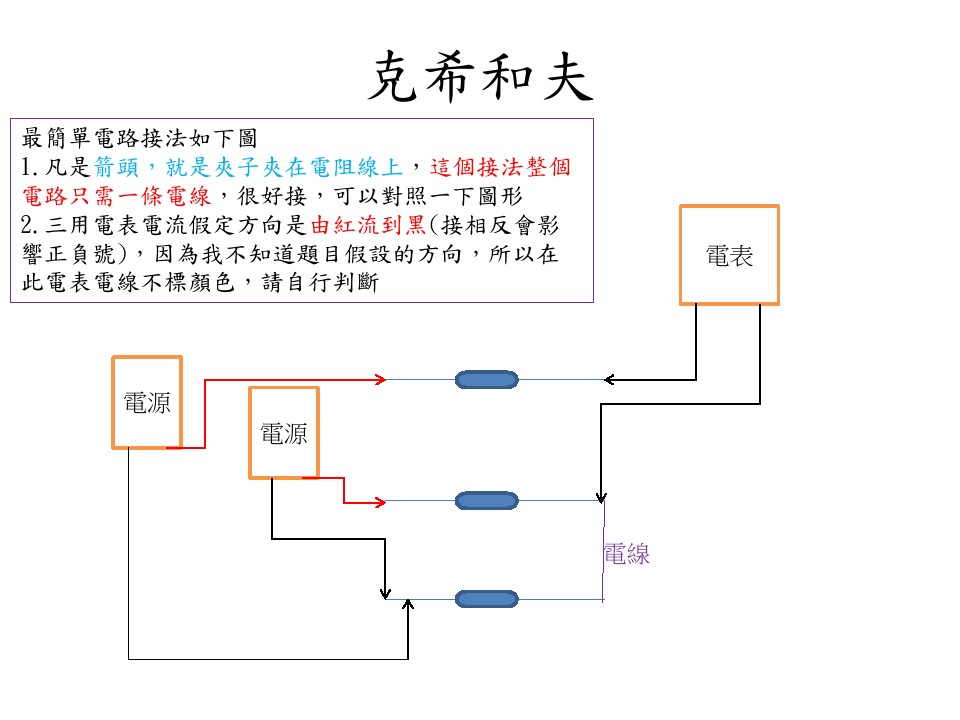 克希和夫
最簡單電路接法如下圖
1.凡是箭頭，就是夾子夾在電阻線上，這個接法整個
電路只需一條電線，很好接，可以對照一下圖形
2.三用電表電流假定方向是由紅流到黑(接相反會影
響正負號)，因為我不知道題目假設的方向，所以在
此電表電線不標顏色，請自行判斷
電表
電源
電源
電線